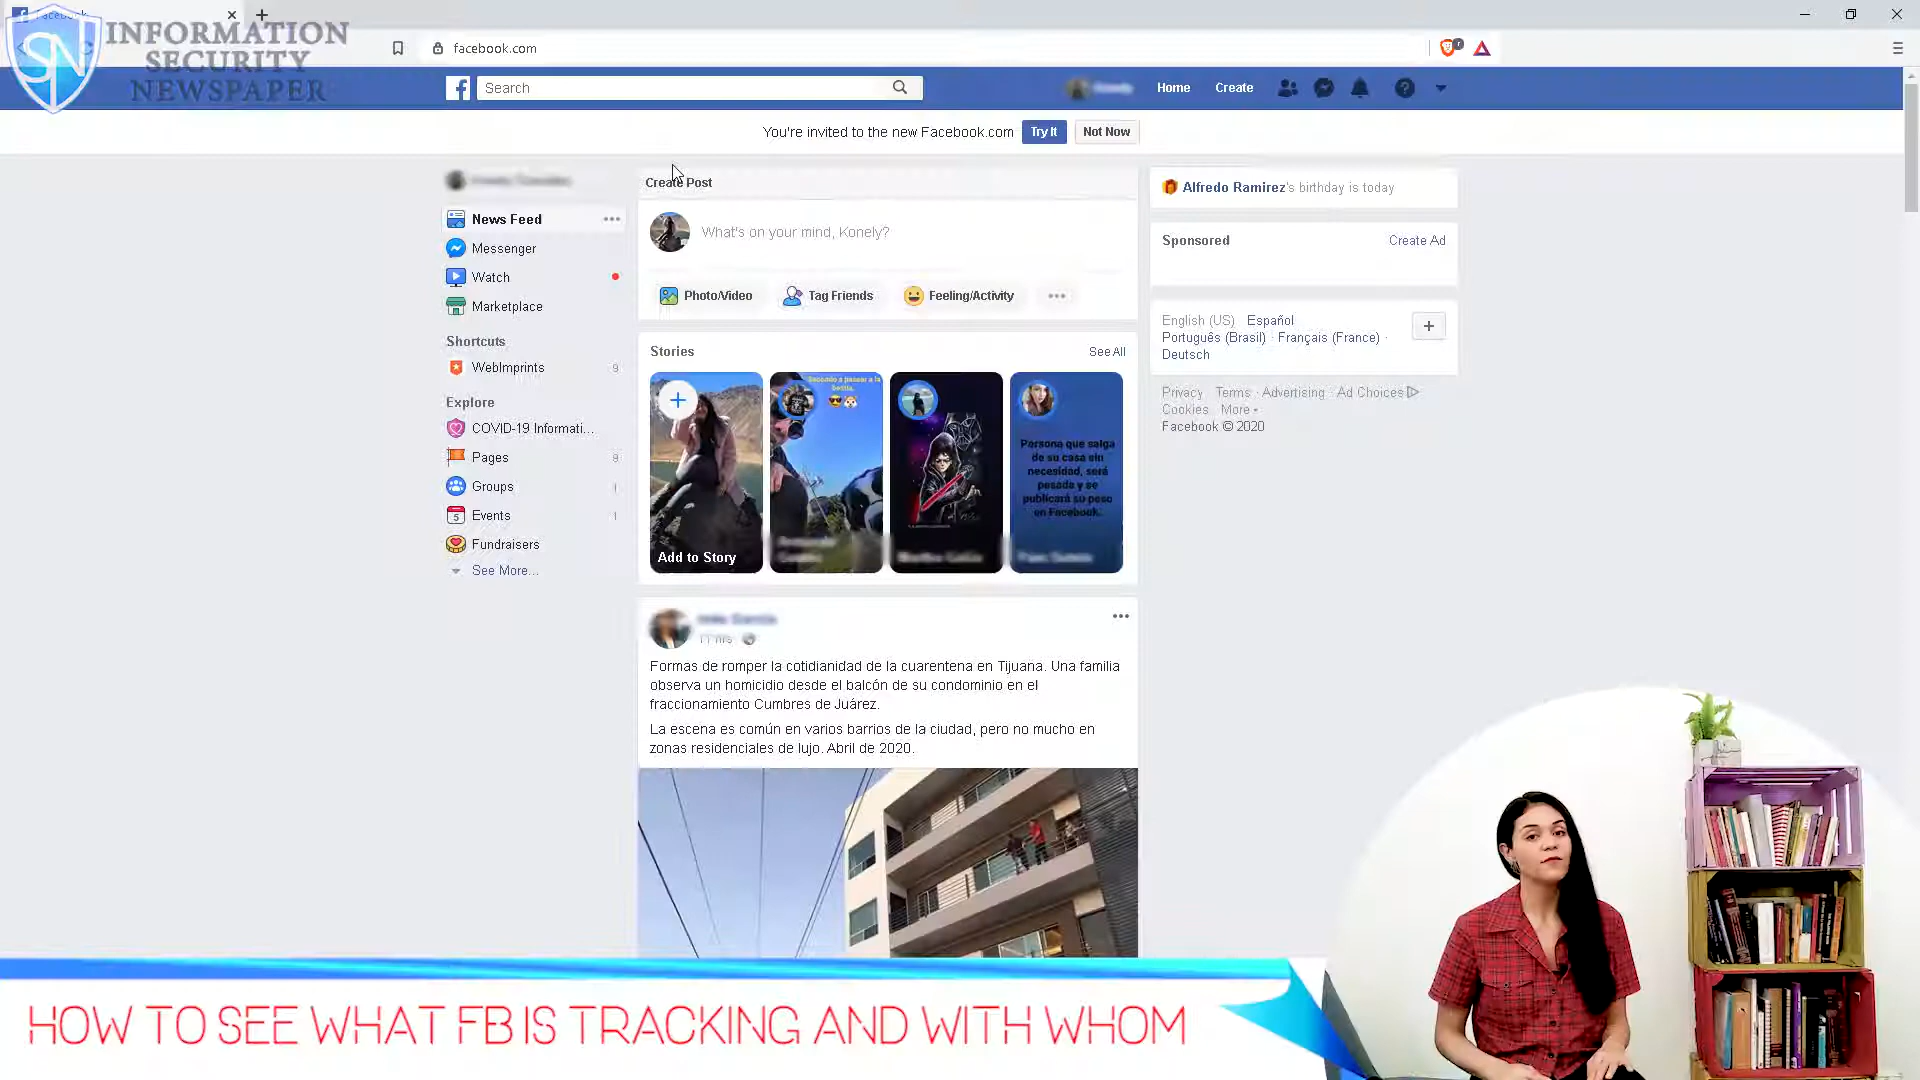 INFORMATION
SECURITY
NEWSPAPER
SN
facebook.com
Search
Home
Create
You're invited to the new Facebook.com
Try It
Not Now
News Feed
Messenger
Watch
Marketplace
Shortcuts
WebImprints
9
Explore
COVID-19 Informati...
Pages
Groups
1
Events
1
5
Fundraisers
See More...
Create Post
What's on your mind, Konely?
Photo/Video
Tag Friends
Feeling/Activity
Stories
See All
Add to Story
Persona que salga
de su casa sin
necesidad, será
pesada y se
publicará su peso
en Facebook.
11 hrs
Formas de romper la cotidianidad de la cuarentena en Tijuana. Una familia
observa un homicidio desde el balcón de su condominio en el
fraccionamiento Cumbres de Juárez.
La escena es común en varios barrios de la ciudad, pero no mucho en
zonas residenciales de lujo. Abril de 2020.
Alfredo Ramirez's birthday is today
Sponsored
Create Ad
English (US) · Español ·
Português (Brasil) · Français (France) ·
Deutsch
Privacy · Terms · Advertising · Ad Choices
Cookies · More
Facebook © 2020
HOW TO SEE WHAT FB IS TRACKING AND WITH WHOM